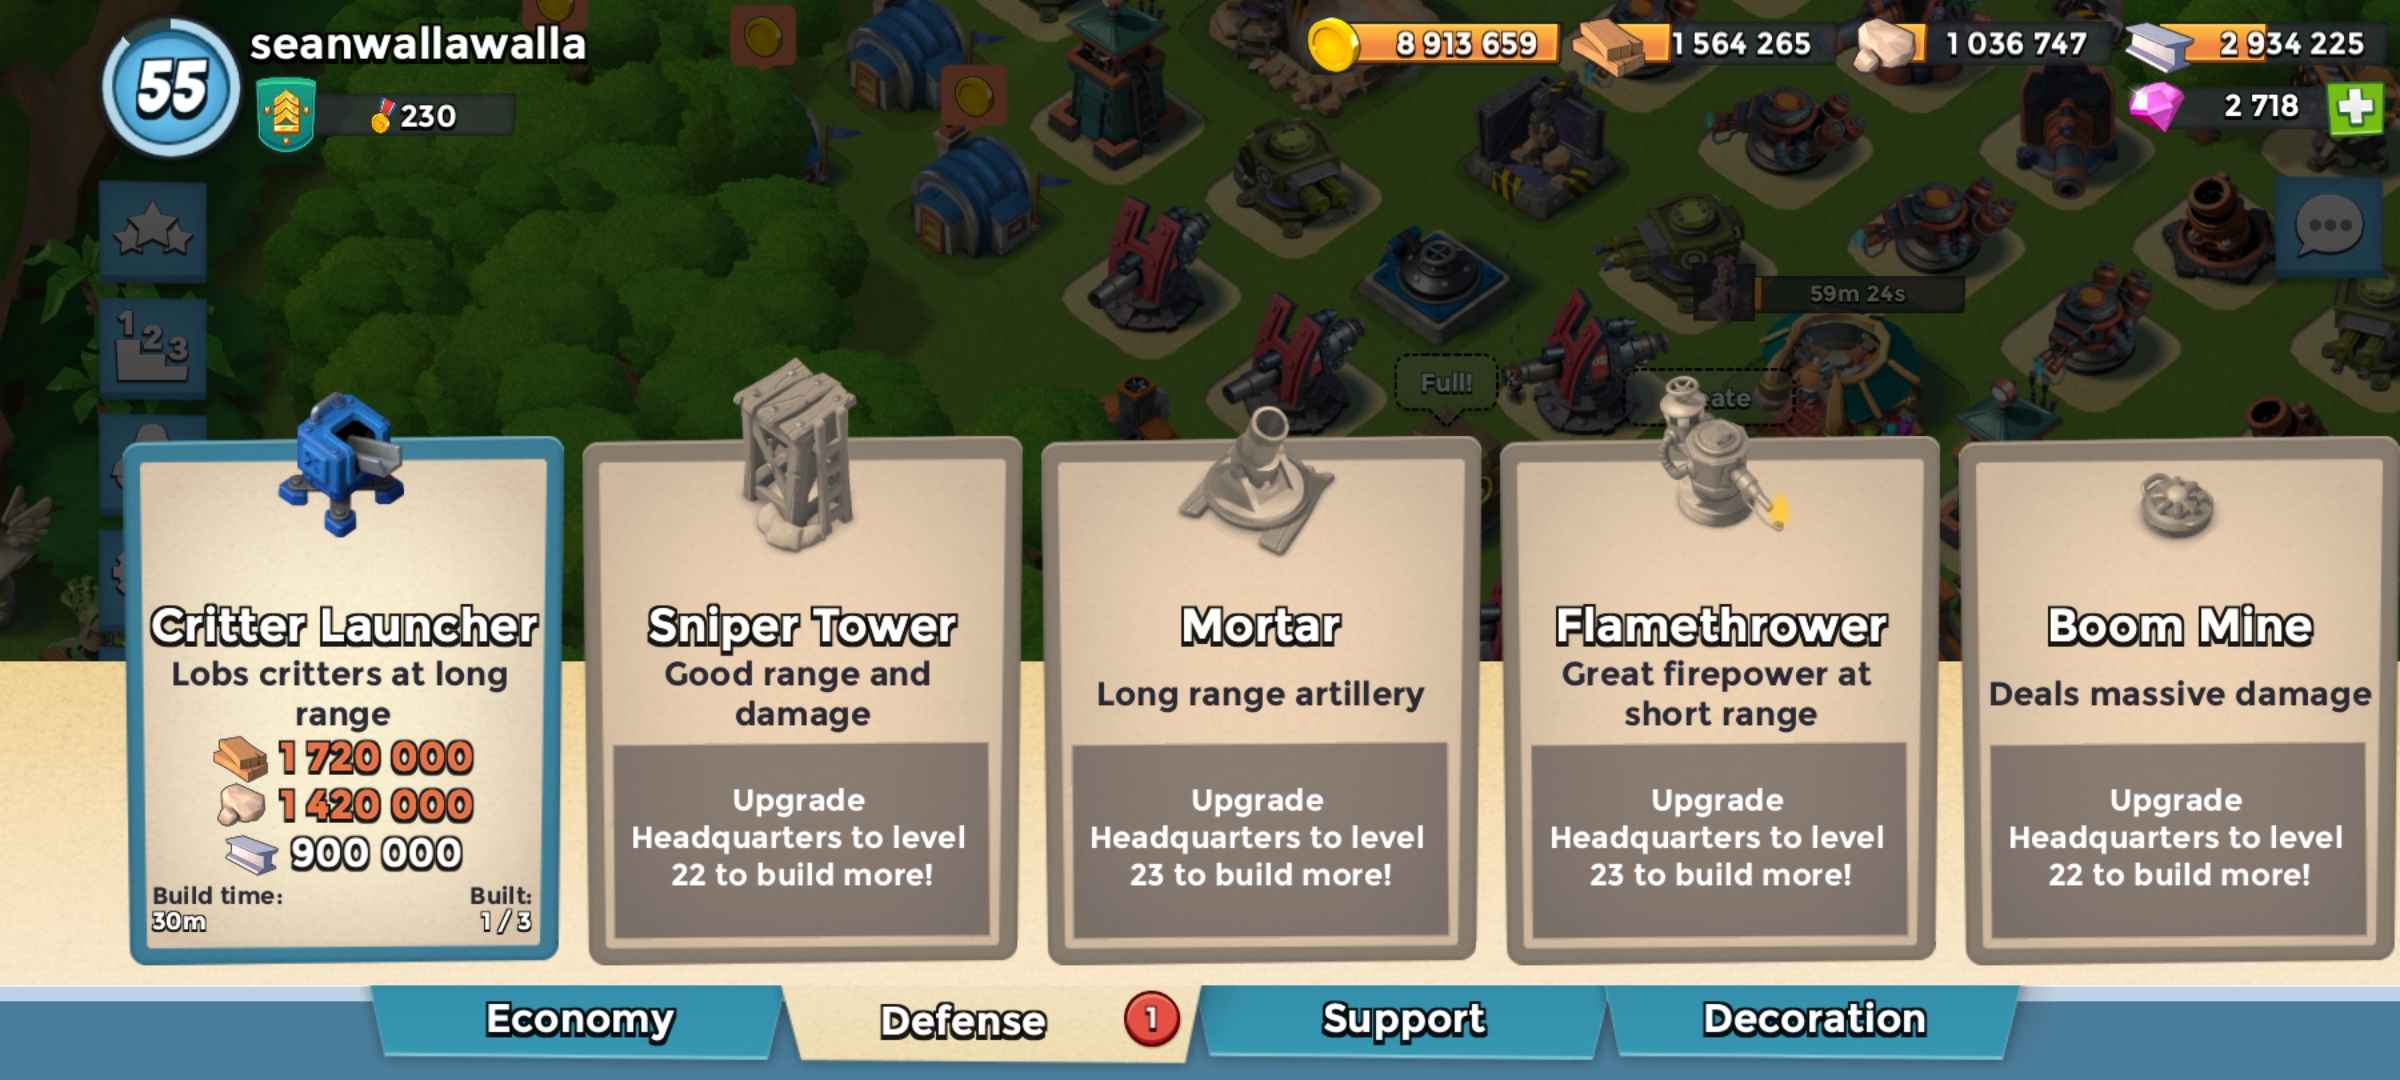 55
seanwallawalla
230
8 913 659
1 564 265
1 036 747
2 934 225
2 718
1 2 3
59m 24s
Full!
Critter Launcher
Lobs critters at long
range
1 720 000
1 420 000
900 000
Build time:
30m
Built:
1 / 3
Sniper Tower
Good range and
damage
Upgrade
Headquarters to level
22 to build more!
Mortar
Long range artillery
Upgrade
Headquarters to level
23 to build more!
Flamethrower
Great firepower at
short range
Upgrade
Headquarters to level
23 to build more!
Boom Mine
Deals massive damage
Upgrade
Headquarters to level
22 to build more!
Economy
Defense
1
Support
Decoration